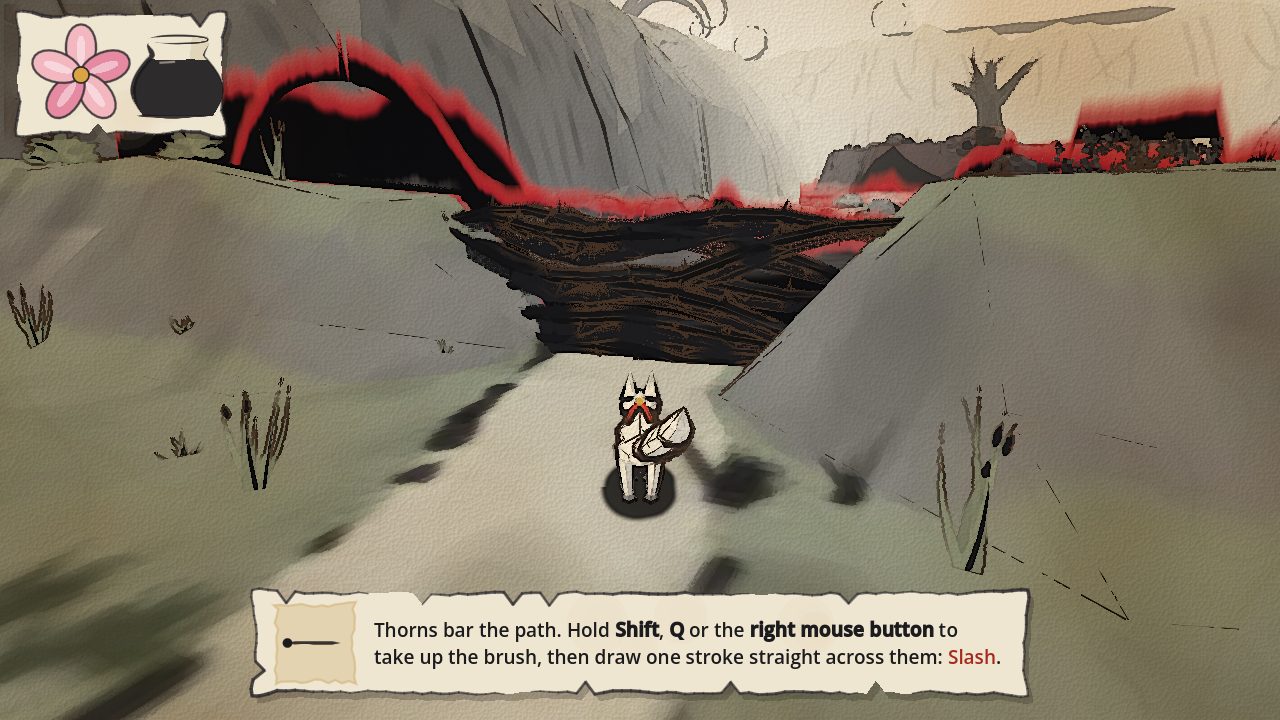 Thorns bar the path. Hold Shift, Q or the right mouse button to
take up the brush, then draw one stroke straight across them: Slash.